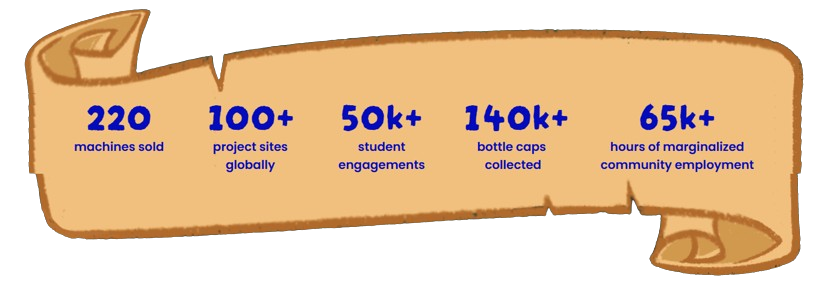 220 100+ 50k+ 140k+ 65k+
machines sold project sites student bottle caps hours of marginalized
globally engagements collected community employment